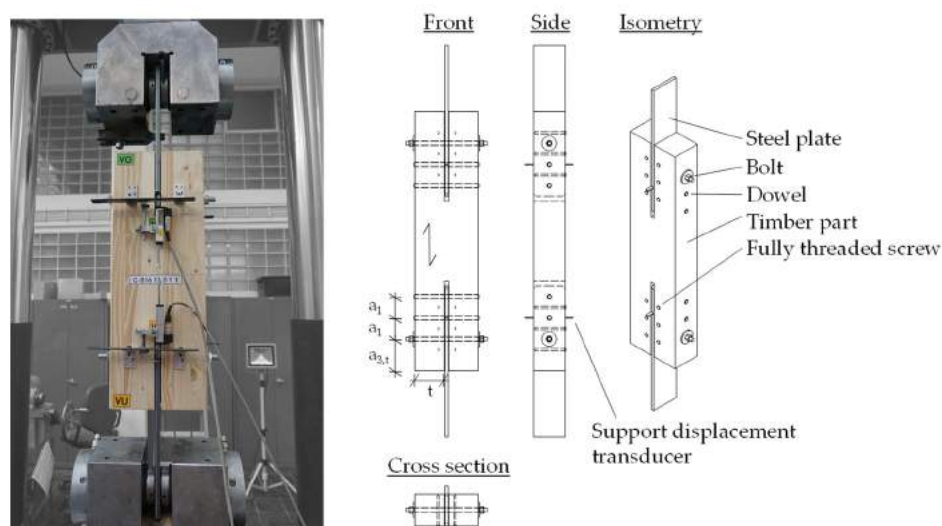 Front
Side
Isometry
Steel plate
Bolt
Dowel
Timber part
Fully threaded screw
a1
a1
a3,t
t
Support displacement
transducer
Cross section
VO
VU